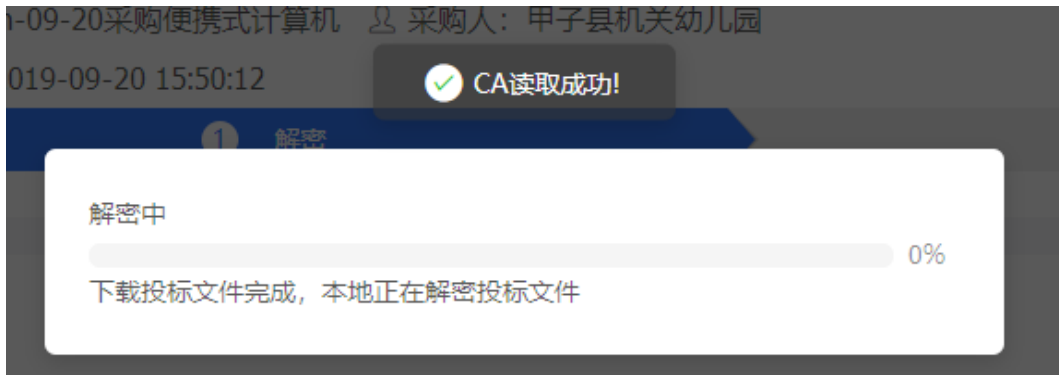 -09-20采购便携式计算机 采购人：甲子县机关幼儿园
019-09-20 15:50:12
CA读取成功!
1 解密
解密中
0%
下载投标文件完成，本地正在解密投标文件